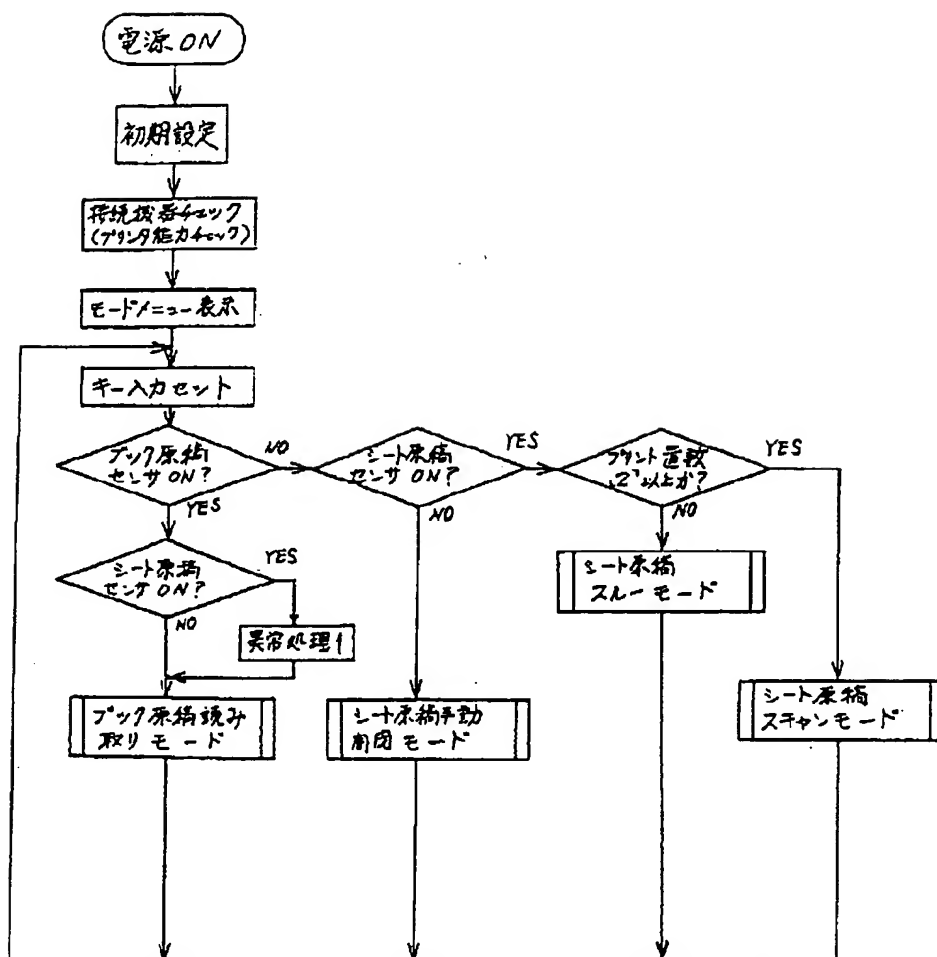 電源ON
初期設定
接続機器チェック
(プリンタ能力チェック)
モードメニュー表示
キー入力セット
ブック原稿
センサON?
NO
YES
シート原稿
センサON?
YES
NO
プリント置数
"2"以上か?
YES
NO
シート原稿
センサON?
YES
NO
異常処理1
シート原稿
スルーモード
ブック原稿読み
取りモード
シート原稿手動
モード
シート原稿
スキャンモード